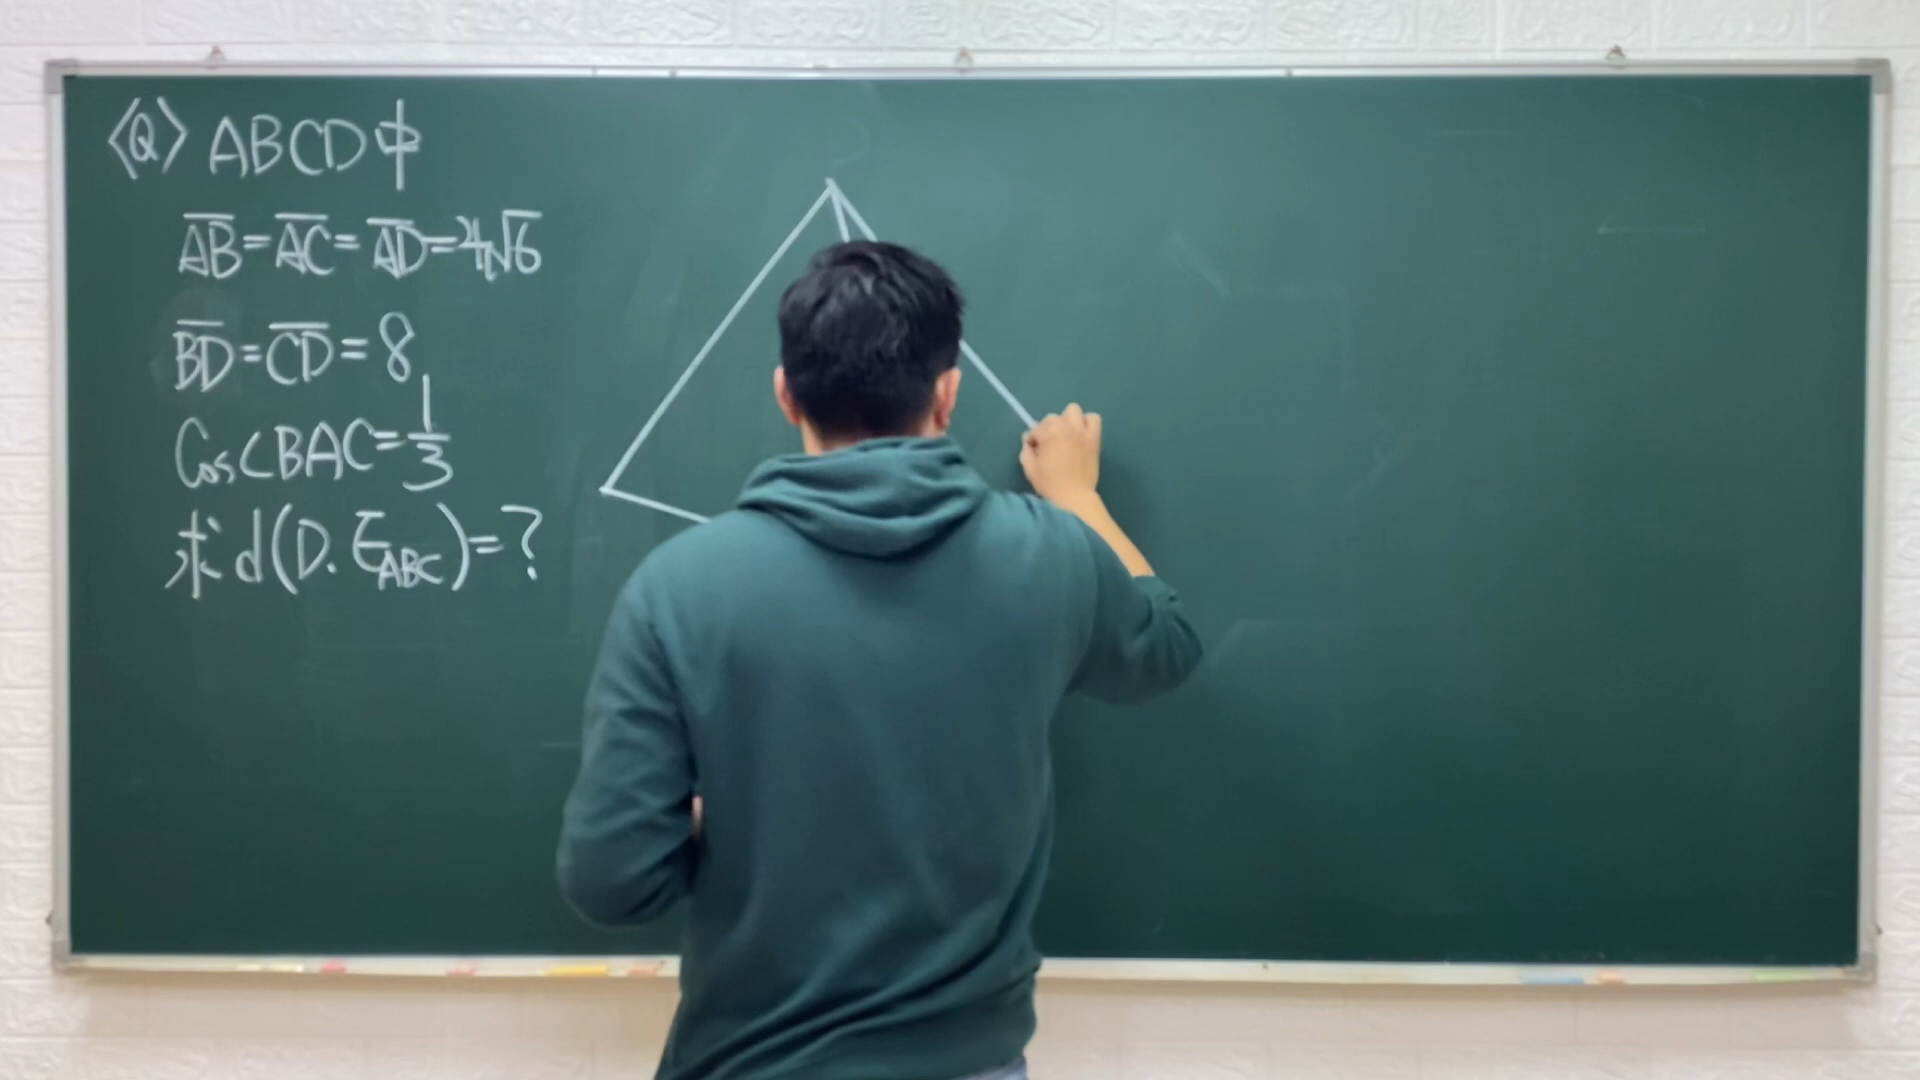 〈Q〉ABCD中
AB=AC=AD=4√6
BD=CD=8
Cos∠BAC=1/3
求d(D.E_ABC)=?